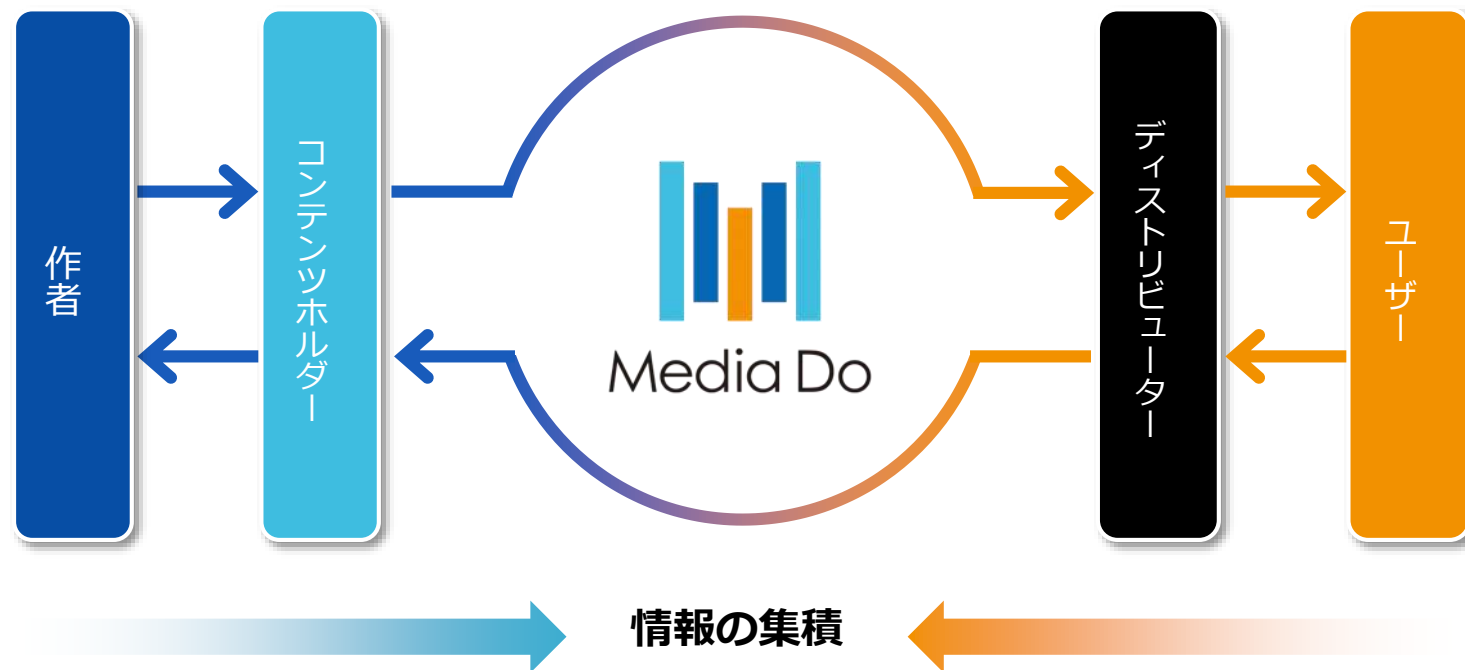 作者
コンテンツホルダー
Media Do
ディストリビューター
ユーザー
情報の集積